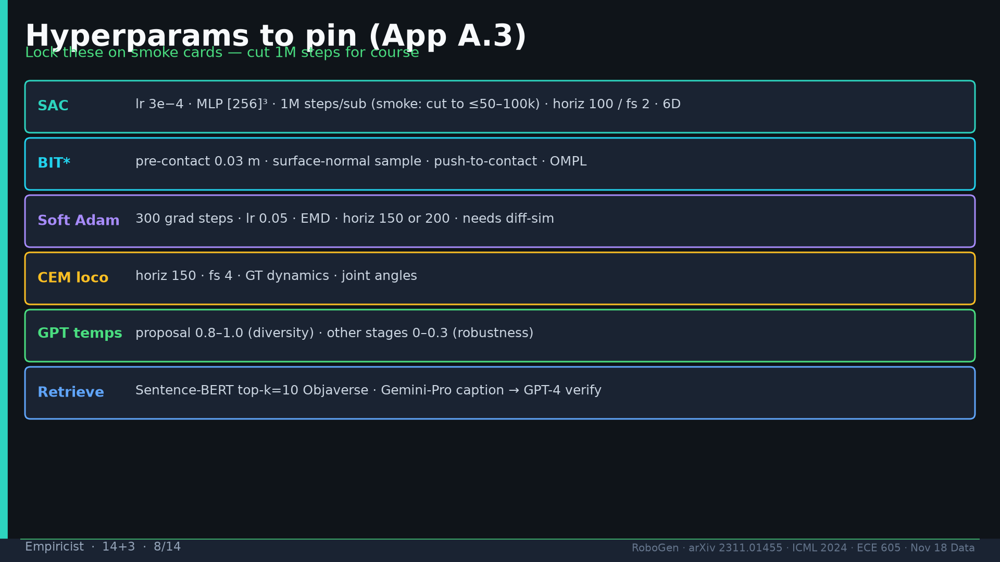 Hyperparams to pin (App A.3)
Lock these on smoke cards — cut 1M steps for course
SAC lr 3e−4 · MLP [256]³ · 1M steps/sub (smoke: cut to ≤50–100k) · horiz 100 / fs 2 · 6D
BIT* pre-contact 0.03 m · surface-normal sample · push-to-contact · OMPL
Soft Adam 300 grad steps · lr 0.05 · EMD · horiz 150 or 200 · needs diff-sim
CEM loco horiz 150 · fs 4 · GT dynamics · joint angles
GPT temps proposal 0.8–1.0 (diversity) · other stages 0–0.3 (robustness)
Retrieve Sentence-BERT top-k=10 Objaverse · Gemini-Pro caption → GPT-4 verify
Empiricist · 14+3 · 8/14
RoboGen · arXiv 2311.01455 · ICML 2024 · ECE 605 · Nov 18 Data